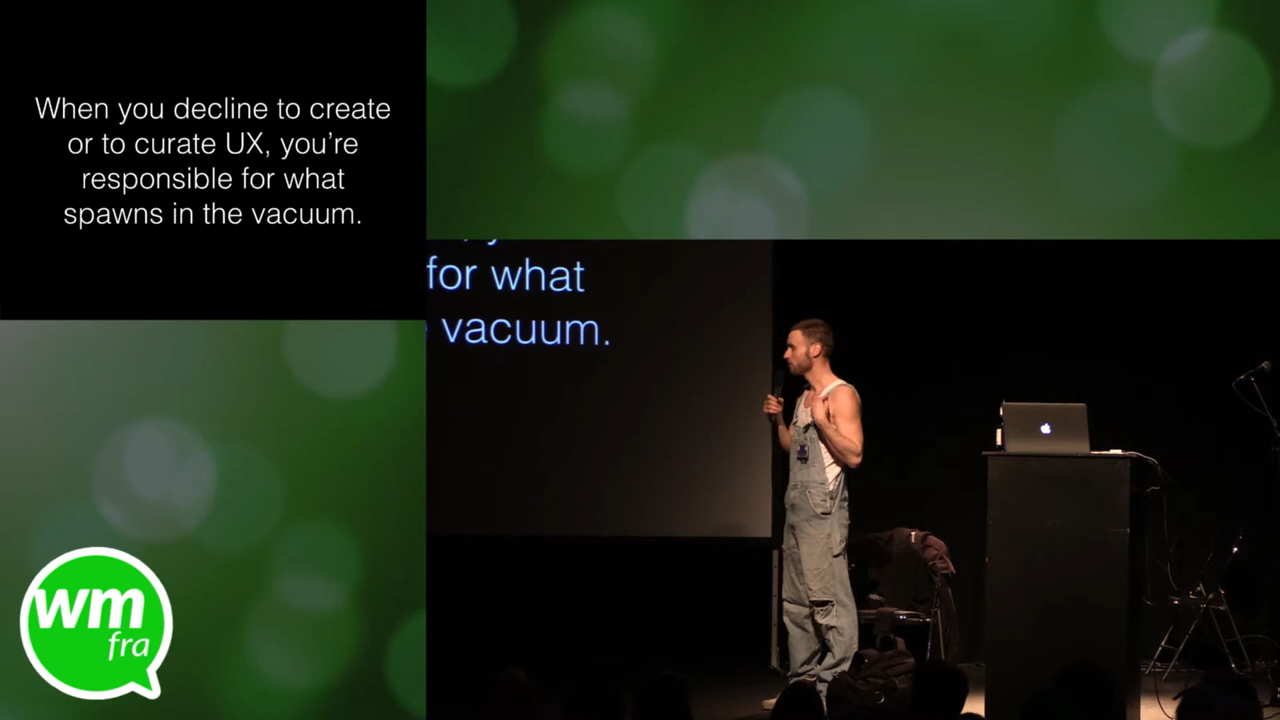 When you decline to create
or to curate UX, you're
responsible for what
spawns in the vacuum.
for what
vacuum.
wm
fra